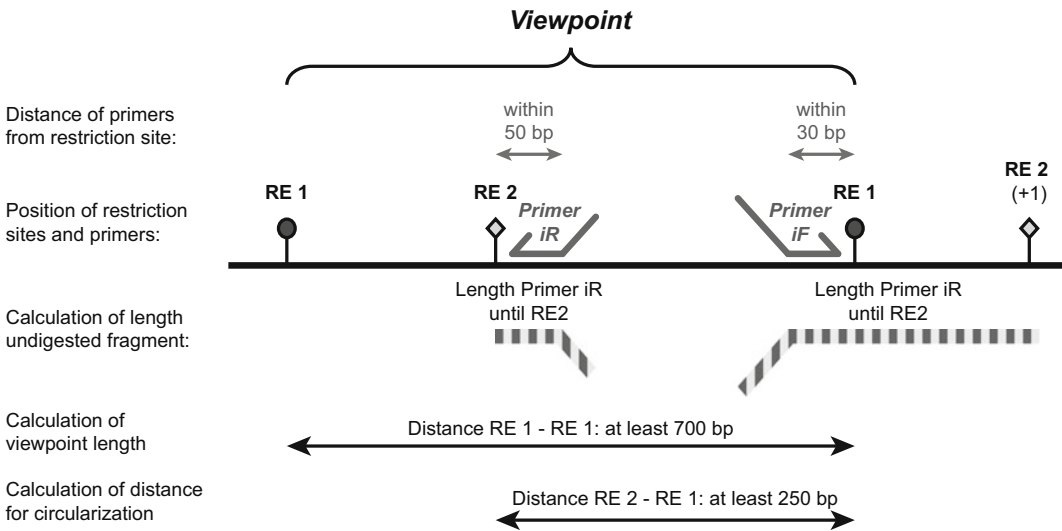 Viewpoint
Distance of primers
from restriction site:
within
50 bp
within
30 bp
Position of restriction
sites and primers:
RE 1
RE 2
Primer
iR
Primer
iF
RE 1
RE 2
(+1)
Calculation of length
undigested fragment:
Length Primer iR
until RE2
Length Primer iR
until RE2
Calculation of
viewpoint length
Distance RE 1 - RE 1: at least 700 bp
Calculation of distance
for circularization
Distance RE 2 - RE 1: at least 250 bp